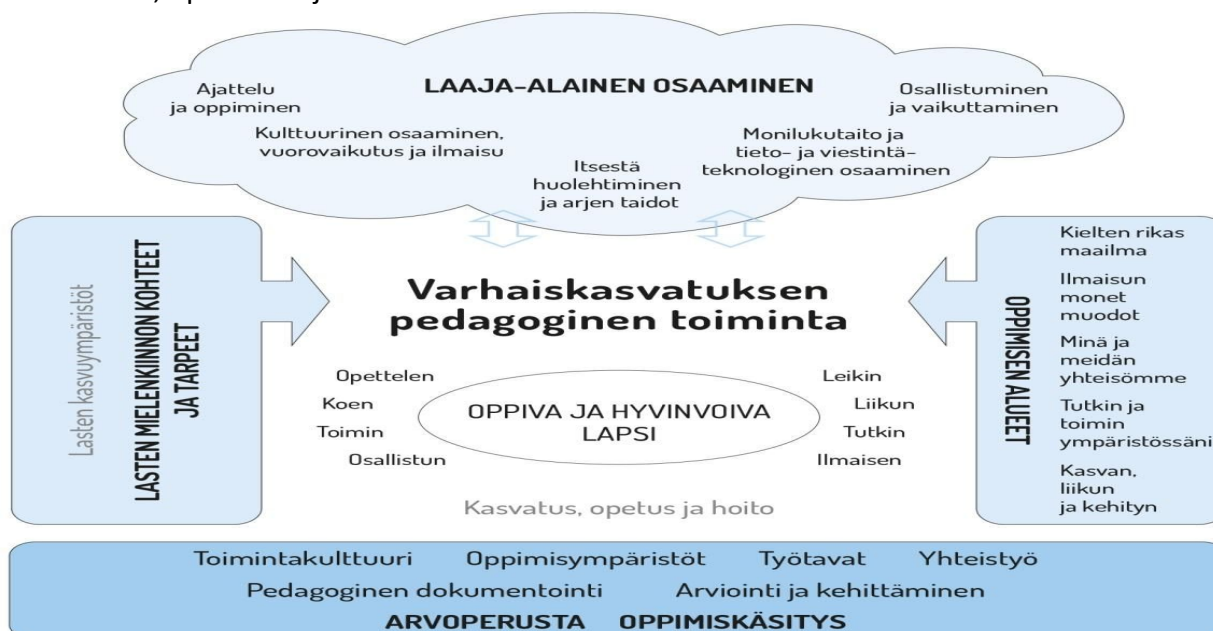 LAAJA-ALAINEN OSAAMINEN
Ajattelu
ja oppiminen
Kulttuurinen osaaminen,
vuorovaikutus ja ilmaisu
Itsestä
huolehtiminen
ja arjen taidot
Monilukutaito ja
tieto- ja viestintä-
teknologinen osaaminen
Osallistuminen
ja vaikuttaminen
Lasten kasvuympäristöt
LASTEN MIELENKIINNON KOHTEET
JA TARPEET
Varhaiskasvatuksen
pedagoginen toiminta
Opettelen
Koen
Toimin
Osallistun
OPPIVA JA HYVINVOIVA
LAPSI
Leikin
Liikun
Tutkin
Ilmaisen
Kasvatus, opetus ja hoito
OPPIMISEN ALUEET
Kielten rikas
maailma
Ilmaisun
monet
muodot
Minä ja
meidän
yhteisömme
Tutkin ja
toimin
ympäristössäni
Kasvan,
liikun
ja kehityn
Toimintakulttuuri Oppimisympäristöt Työtavat Yhteistyö
Pedagoginen dokumentointi Arviointi ja kehittäminen
ARVOPERUSTA OPPIMISKÄSITYS